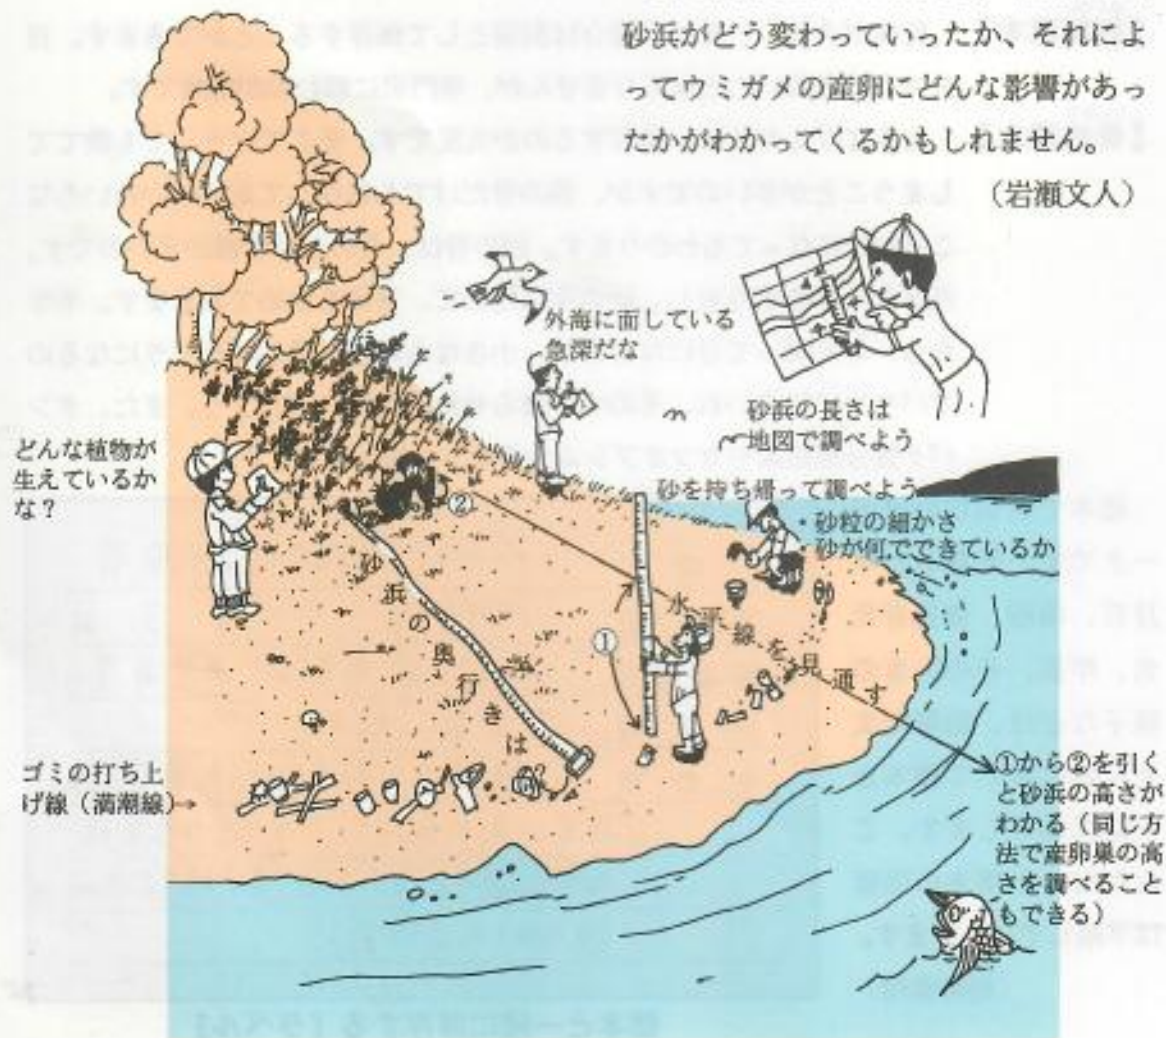 砂浜がどう変わっていったか、それによ
ってウミガメの産卵にどんな影響があっ
たかがわかってくるかもしれません。
（岩瀬文人）
外海に面している
急深だな
砂浜の長さは
地図で調べよう
どんな植物が
生えているか
な？
砂を持ち帰って調べよう
・砂粒の細かさ
・砂が何でできているか
②
砂浜の奥行きは
①
水平線を見通す
ゴミの打ち上
げ線（満潮線）→
①から②を引く
と砂浜の高さが
わかる（同じ方
法で産卵巣の高
さを調べること
もできる）